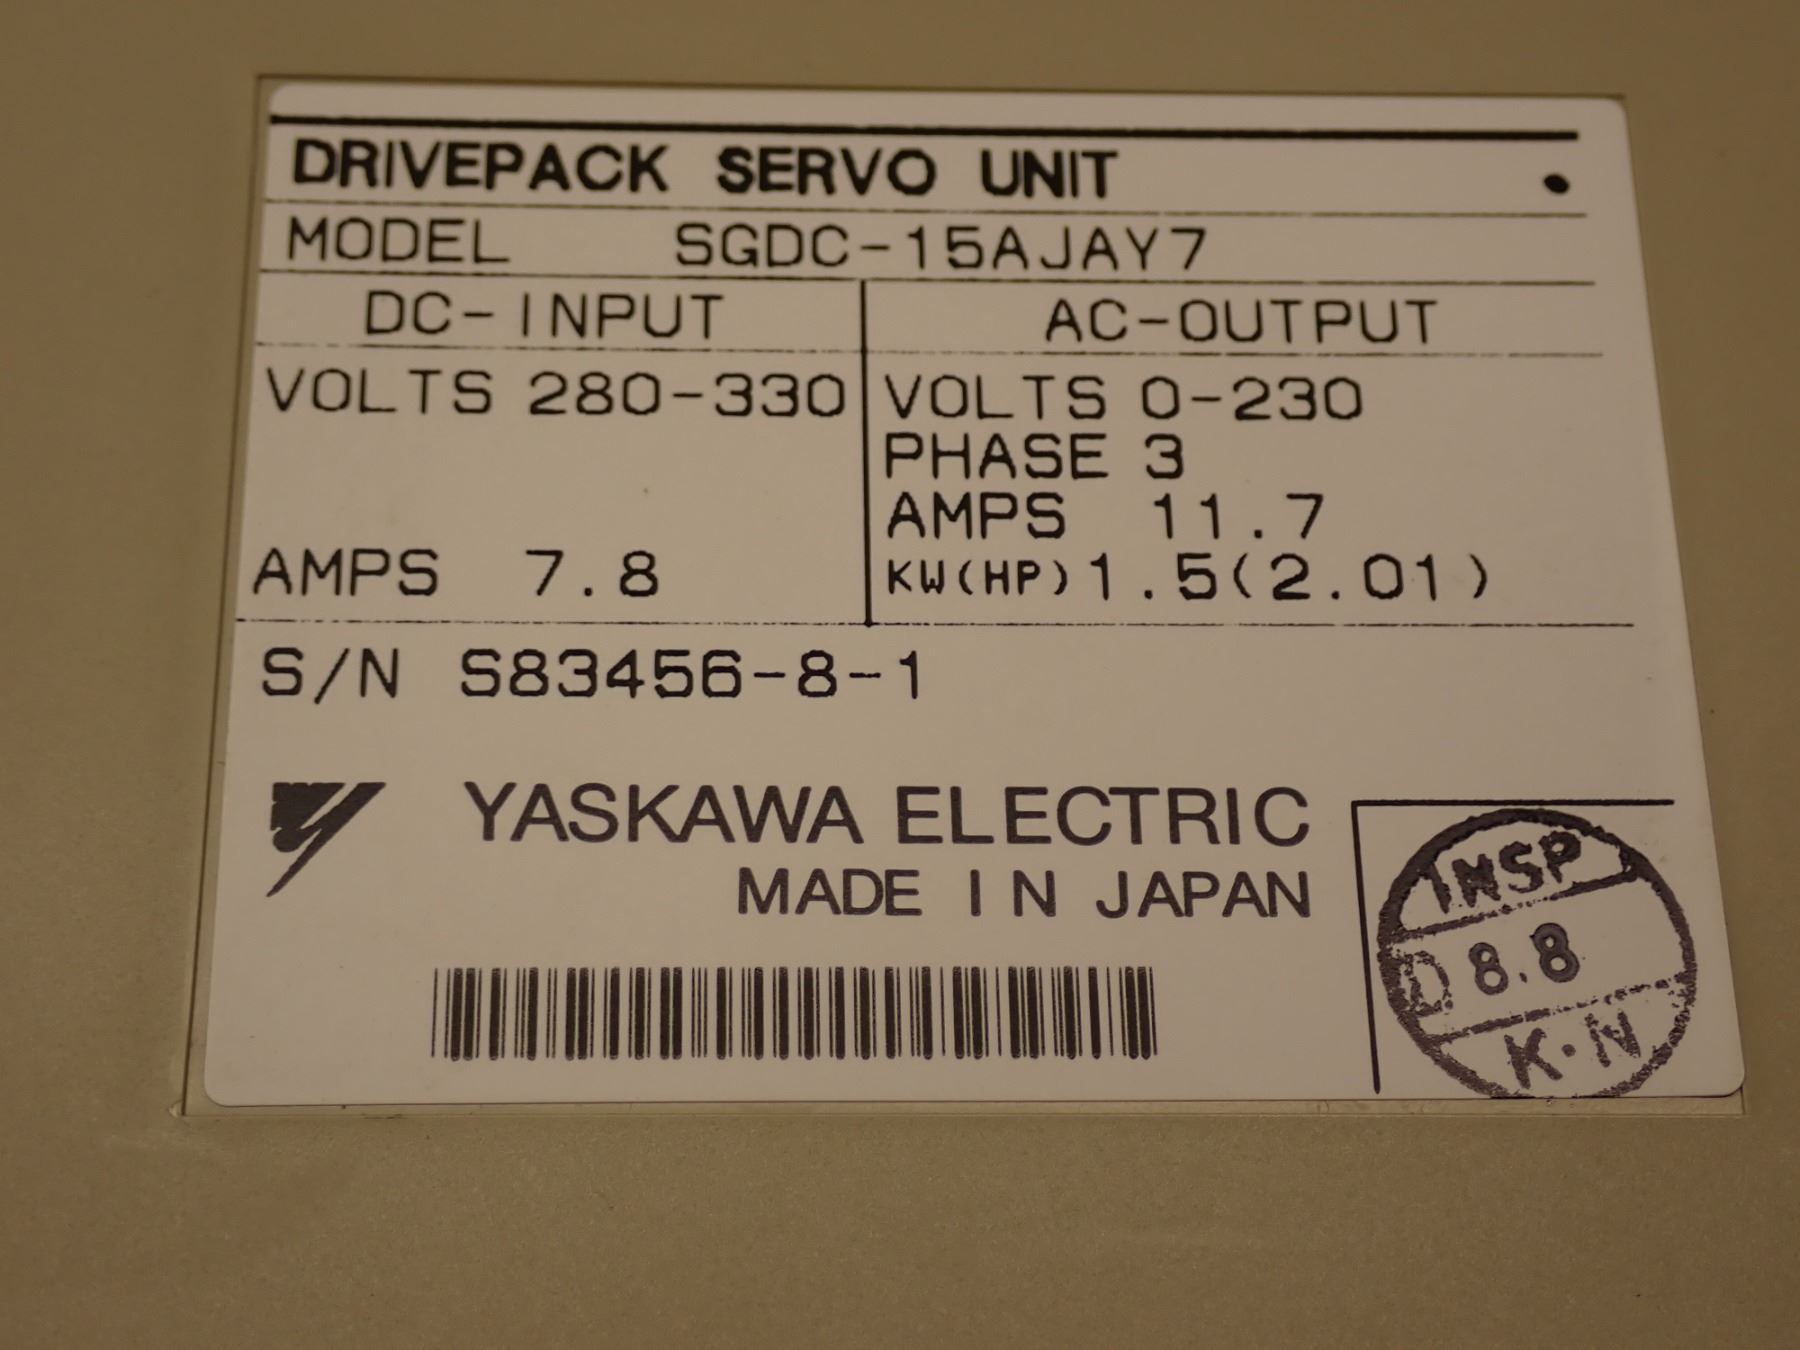 DRIVEPACK SERVO UNIT
MODEL SGDC-15AJAY7
DC-INPUT AC-OUTPUT
VOLTS 280-330 VOLTS 0-230
PHASE 3
AMPS 11.7
AMPS 7.8 KW(HP) 1.5(2.01)
S/N S83456-8-1
YASKAWA ELECTRIC
MADE IN JAPAN
INSP
D 8.8
K.N